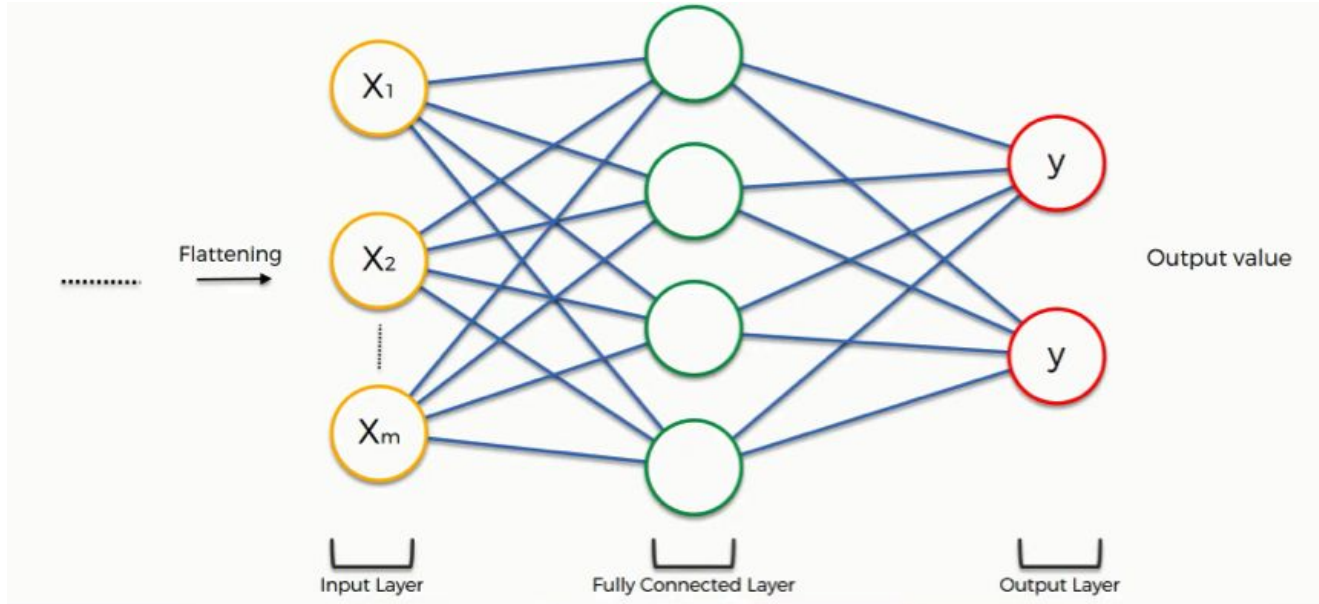 X₁
Flattening
X₂
Xₘ
y
y
Output value
Input Layer
Fully Connected Layer
Output Layer